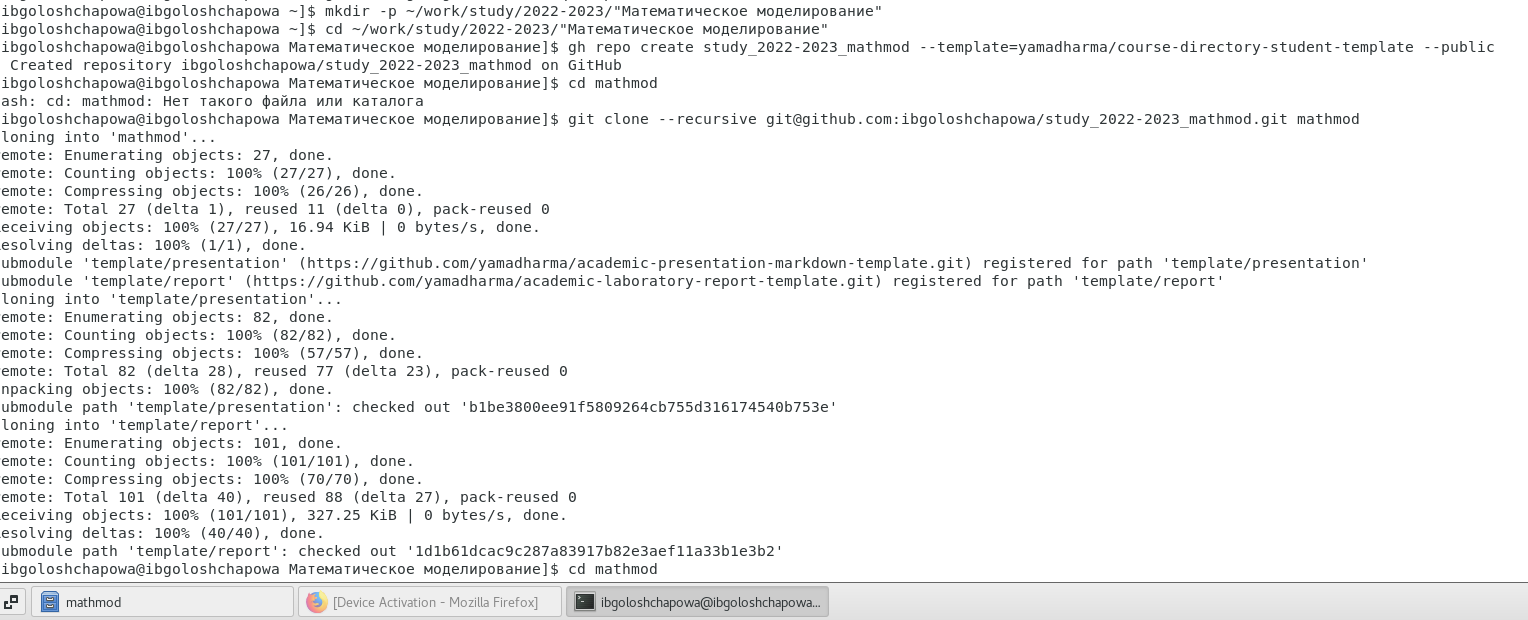 ibgoloshchapowa@ibgoloshchapowa ~]$ mkdir -p ~/work/study/2022-2023/"Математическое моделирование"
ibgoloshchapowa@ibgoloshchapowa ~]$ cd ~/work/study/2022-2023/"Математическое моделирование"
ibgoloshchapowa@ibgoloshchapowa Математическое моделирование]$ gh repo create study_2022-2023_mathmod --template=yamadharma/course-directory-student-template --public
Created repository ibgoloshchapowa/study_2022-2023_mathmod on GitHub
ibgoloshchapowa@ibgoloshchapowa Математическое моделирование]$ cd mathmod
ash: cd: mathmod: Нет такого файла или каталога
ibgoloshchapowa@ibgoloshchapowa Математическое моделирование]$ git clone --recursive git@github.com:ibgoloshchapowa/study_2022-2023_mathmod.git mathmod
loning into 'mathmod'...
emote: Enumerating objects: 27, done.
emote: Counting objects: 100% (27/27), done.
emote: Compressing objects: 100% (26/26), done.
emote: Total 27 (delta 1), reused 11 (delta 0), pack-reused 0
eceiving objects: 100% (27/27), 16.94 KiB | 0 bytes/s, done.
esolving deltas: 100% (1/1), done.
ubmodule 'template/presentation' (https://github.com/yamadharma/academic-presentation-markdown-template.git) registered for path 'template/presentation'
ubmodule 'template/report' (https://github.com/yamadharma/academic-laboratory-report-template.git) registered for path 'template/report'
loning into 'template/presentation'...
emote: Enumerating objects: 82, done.
emote: Counting objects: 100% (82/82), done.
emote: Compressing objects: 100% (57/57), done.
emote: Total 82 (delta 28), reused 77 (delta 23), pack-reused 0
npacking objects: 100% (82/82), done.
ubmodule path 'template/presentation': checked out 'b1be3800ee91f5809264cb755d316174540b753e'
loning into 'template/report'...
emote: Enumerating objects: 101, done.
emote: Counting objects: 100% (101/101), done.
emote: Compressing objects: 100% (70/70), done.
emote: Total 101 (delta 40), reused 88 (delta 27), pack-reused 0
eceiving objects: 100% (101/101), 327.25 KiB | 0 bytes/s, done.
esolving deltas: 100% (40/40), done.
ubmodule path 'template/report': checked out '1d1b61dcac9c287a83917b82e3aef11a33b1e3b2'
ibgoloshchapowa@ibgoloshchapowa Математическое моделирование]$ cd mathmod
mathmod [Device Activation - Mozilla Firefox] ibgoloshchapowa@ibgoloshchapowa...